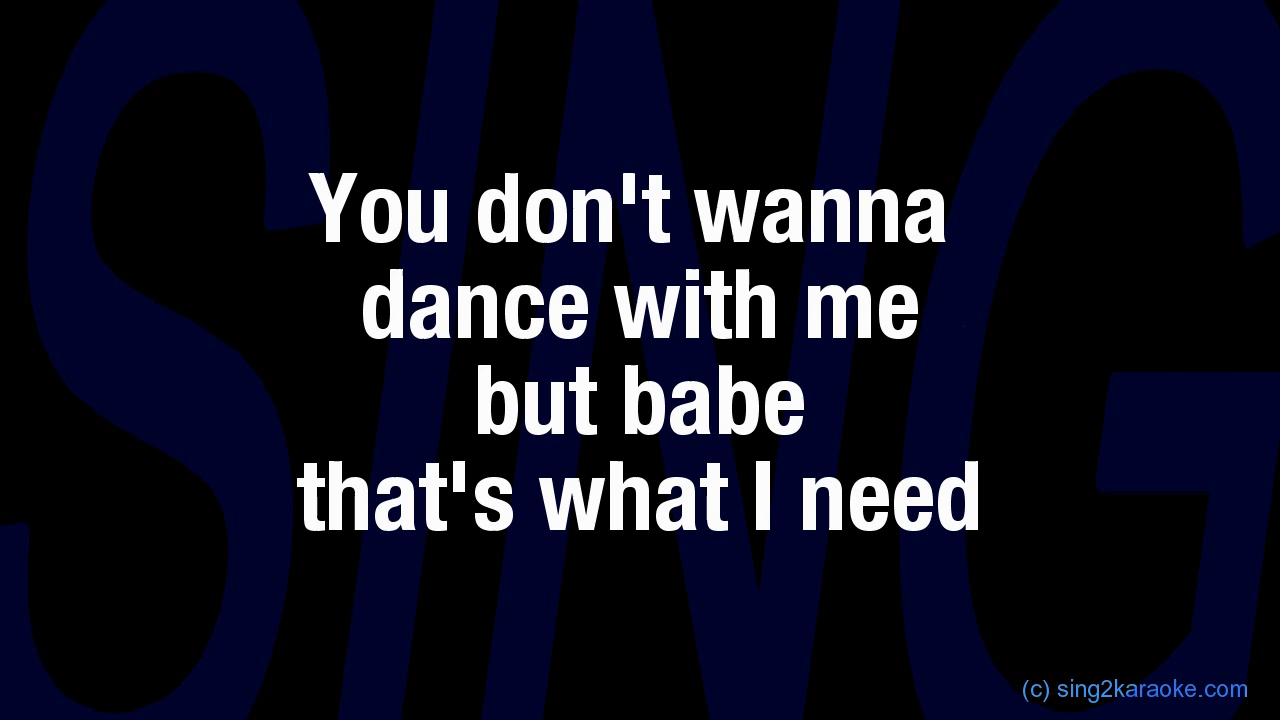 SING
You don't wanna
dance with me
but babe
that's what I need
(c) sing2karaoke.com